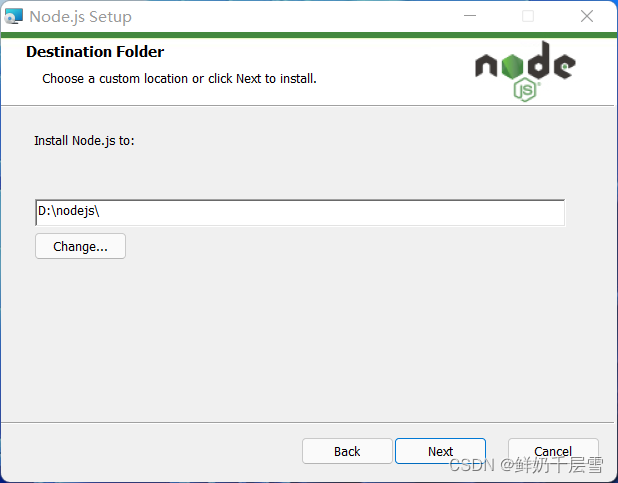 Node.js Setup
Destination Folder
Choose a custom location or click Next to install.
node
JS
Install Node.js to:
D:\nodejs\
Change...
Back
Next
Cancel
CSDN @鲜奶千层雪